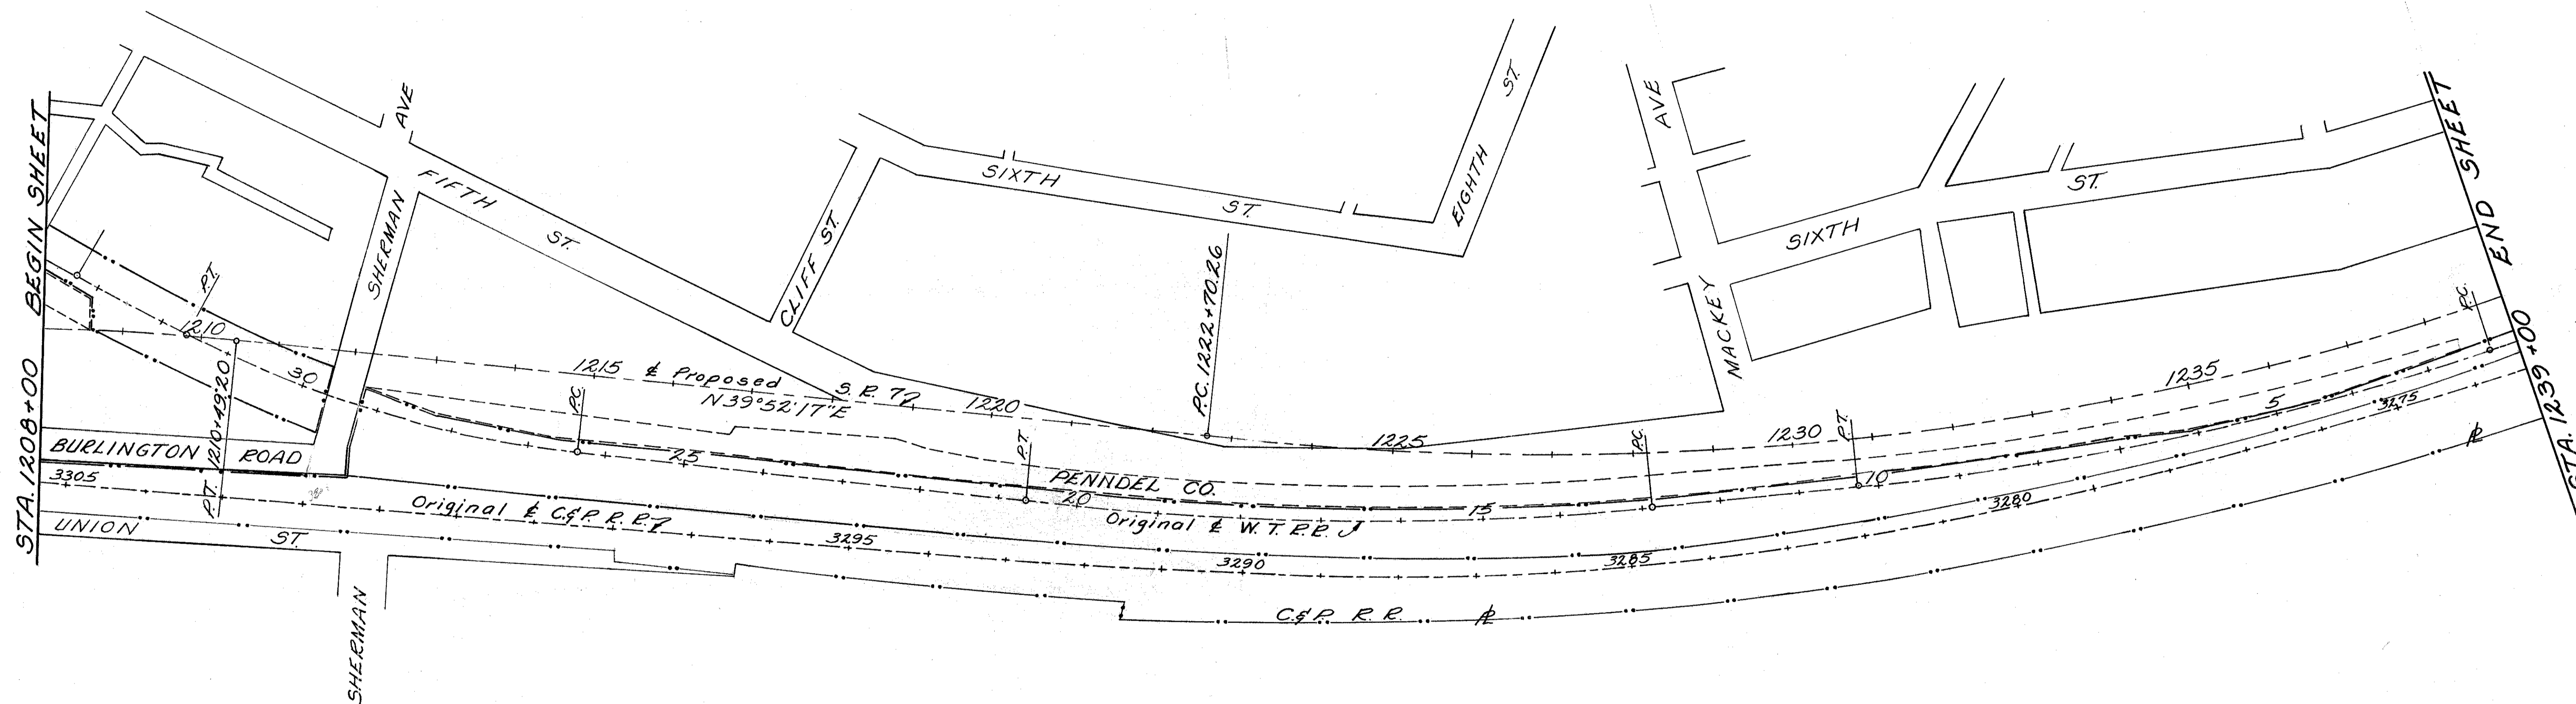 STA. 1208+00 BEGIN SHEET
AVE
SHERMAN
FIFTH
ST.
CLIFF ST.
SIXTH
ST.
EIGHTH
ST.
AVE
MACKEY
SIXTH
ST.
END SHEET
STA. 1239+00
P.T.
1210
30
P.T. 1210+49.20
1215
₵ Proposed
S.R. 7
N 39°52'17"E
1220
P.C. 1222+70.26
1225
1230
1235
P.C.
P.T.
P.C.
P.T.
P.C.
25
20
15
10
5
PENNDEL CO.
BURLINGTON ROAD
3305
Original ₵ C.&P. R. R.
Original ₵ W. T. R.R.
3295
3290
3285
3280
3275
UNION
ST.
SHERMAN
C.&P. R. R. ⅊
⅊